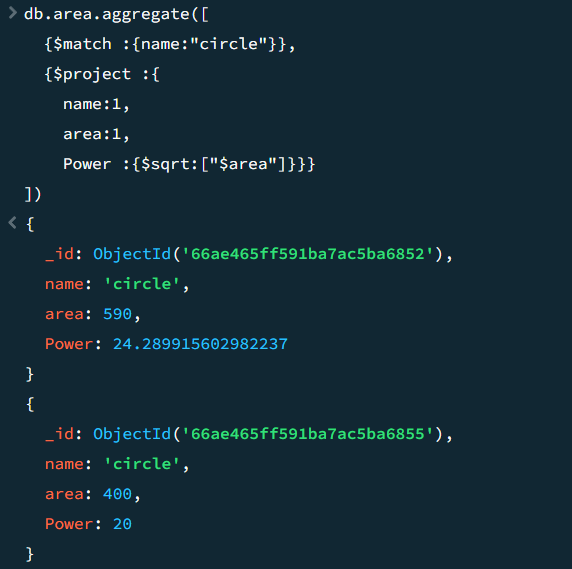 > db.area.aggregate([
{$match :{name:"circle"}},
{$project :{
name:1,
area:1,
Power :{$sqrt:["$area"]}}}
])
< {
_id: ObjectId('66ae465ff591ba7ac5ba6852'),
name: 'circle',
area: 590,
Power: 24.289915602982237
}
{
_id: ObjectId('66ae465ff591ba7ac5ba6855'),
name: 'circle',
area: 400,
Power: 20
}